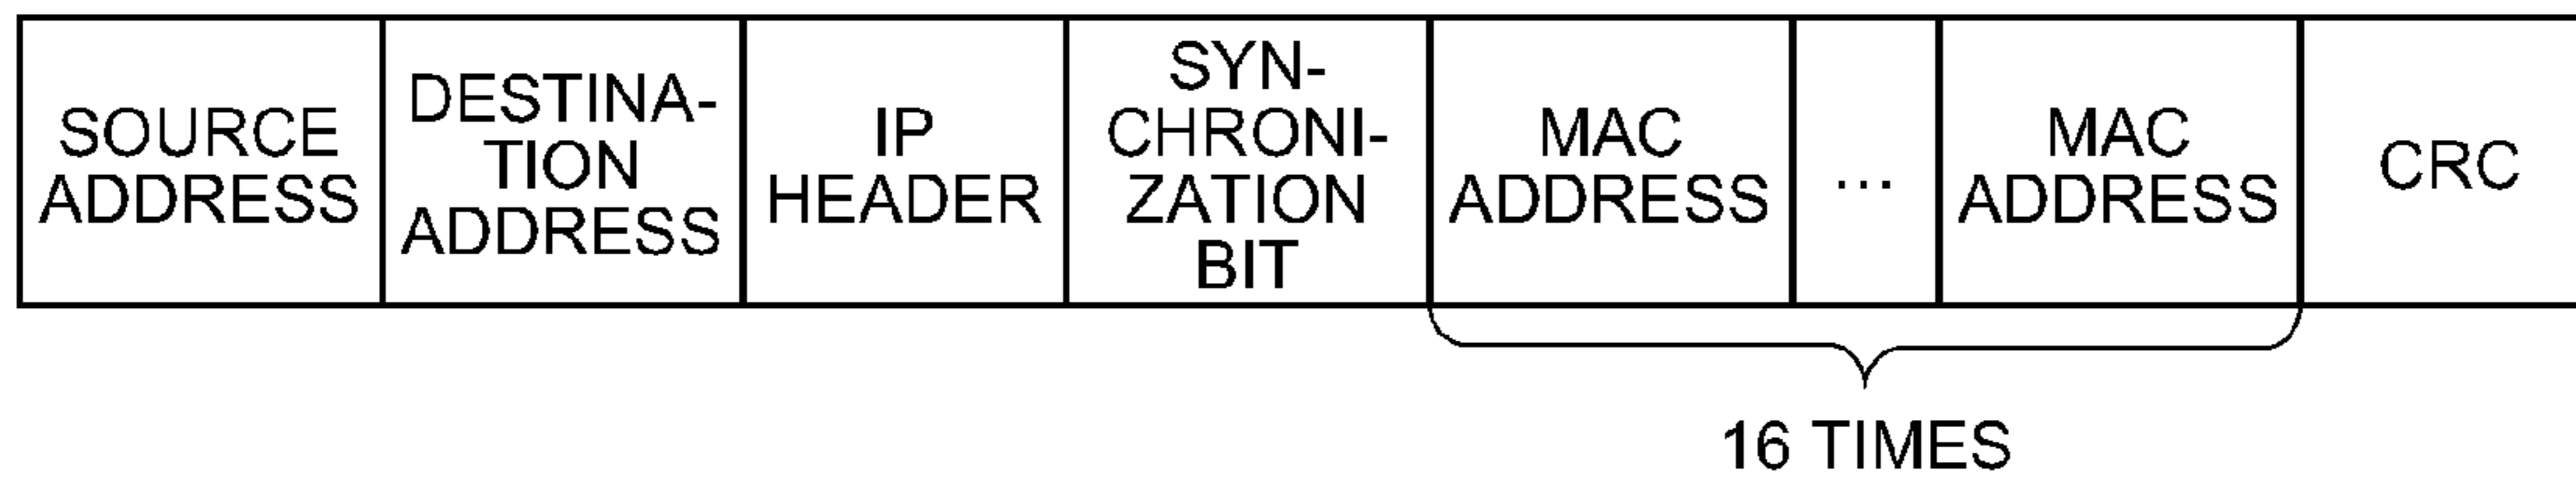 SOURCE
ADDRESS
DESTINA-
TION
ADDRESS
IP
HEADER
SYN-
CHRONI-
ZATION
BIT
MAC
ADDRESS
...
MAC
ADDRESS
CRC
16 TIMES